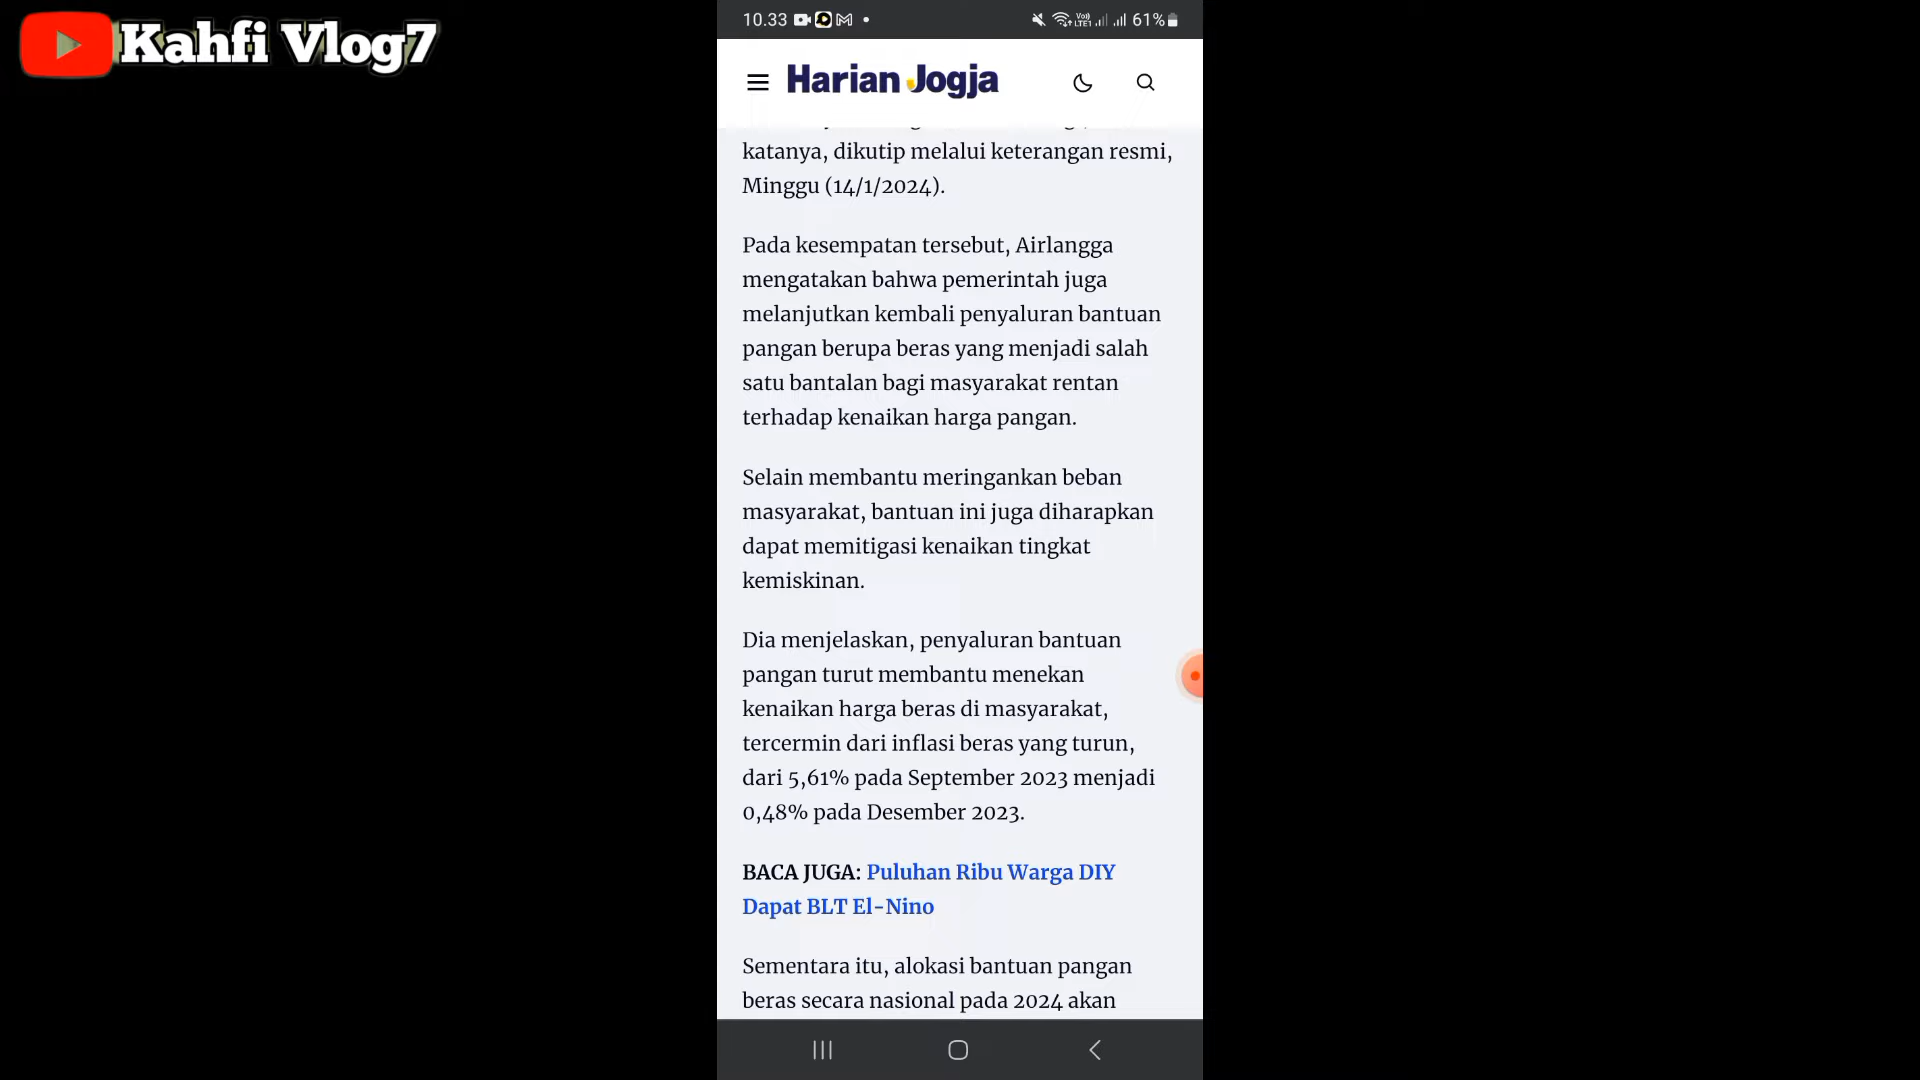 Kahfi Vlog7
10.33
61%
Harian Jogja
katanya, dikutip melalui keterangan resmi,
Minggu (14/1/2024).
Pada kesempatan tersebut, Airlangga
mengatakan bahwa pemerintah juga
melanjutkan kembali penyaluran bantuan
pangan berupa beras yang menjadi salah
satu bantalan bagi masyarakat rentan
terhadap kenaikan harga pangan.
Selain membantu meringankan beban
masyarakat, bantuan ini juga diharapkan
dapat memitigasi kenaikan tingkat
kemiskinan.
Dia menjelaskan, penyaluran bantuan
pangan turut membantu menekan
kenaikan harga beras di masyarakat,
tercermin dari inflasi beras yang turun,
dari 5,61% pada September 2023 menjadi
0,48% pada Desember 2023.
BACA JUGA: Puluhan Ribu Warga DIY
Dapat BLT El-Nino
Sementara itu, alokasi bantuan pangan
beras secara nasional pada 2024 akan